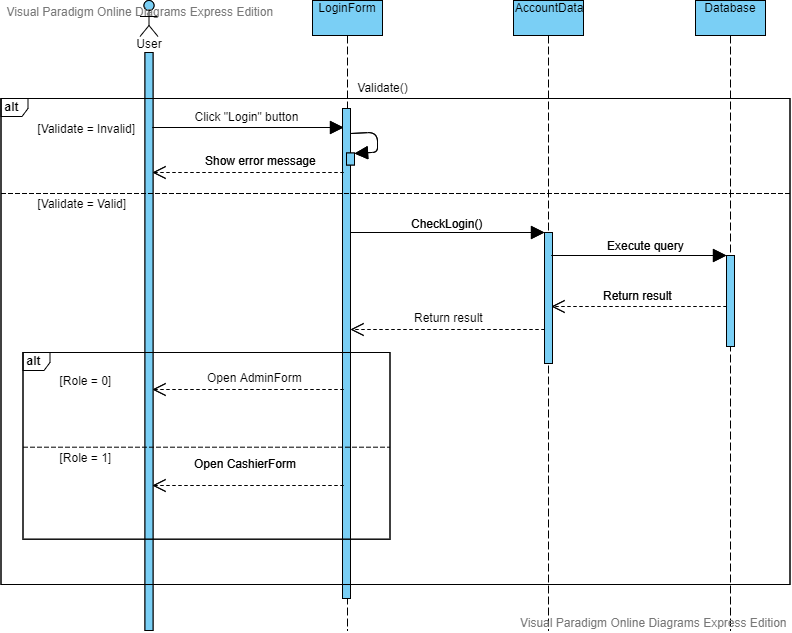 Visual Paradigm Online Diagrams Express Edition
LoginForm
AccountData
Database
User
Validate()
alt
Click "Login" button
[Validate = Invalid]
Show error message
[Validate = Valid]
CheckLogin()
Execute query
Return result
Return result
alt
[Role = 0]
Open AdminForm
[Role = 1]
Open CashierForm
Visual Paradigm Online Diagrams Express Edition